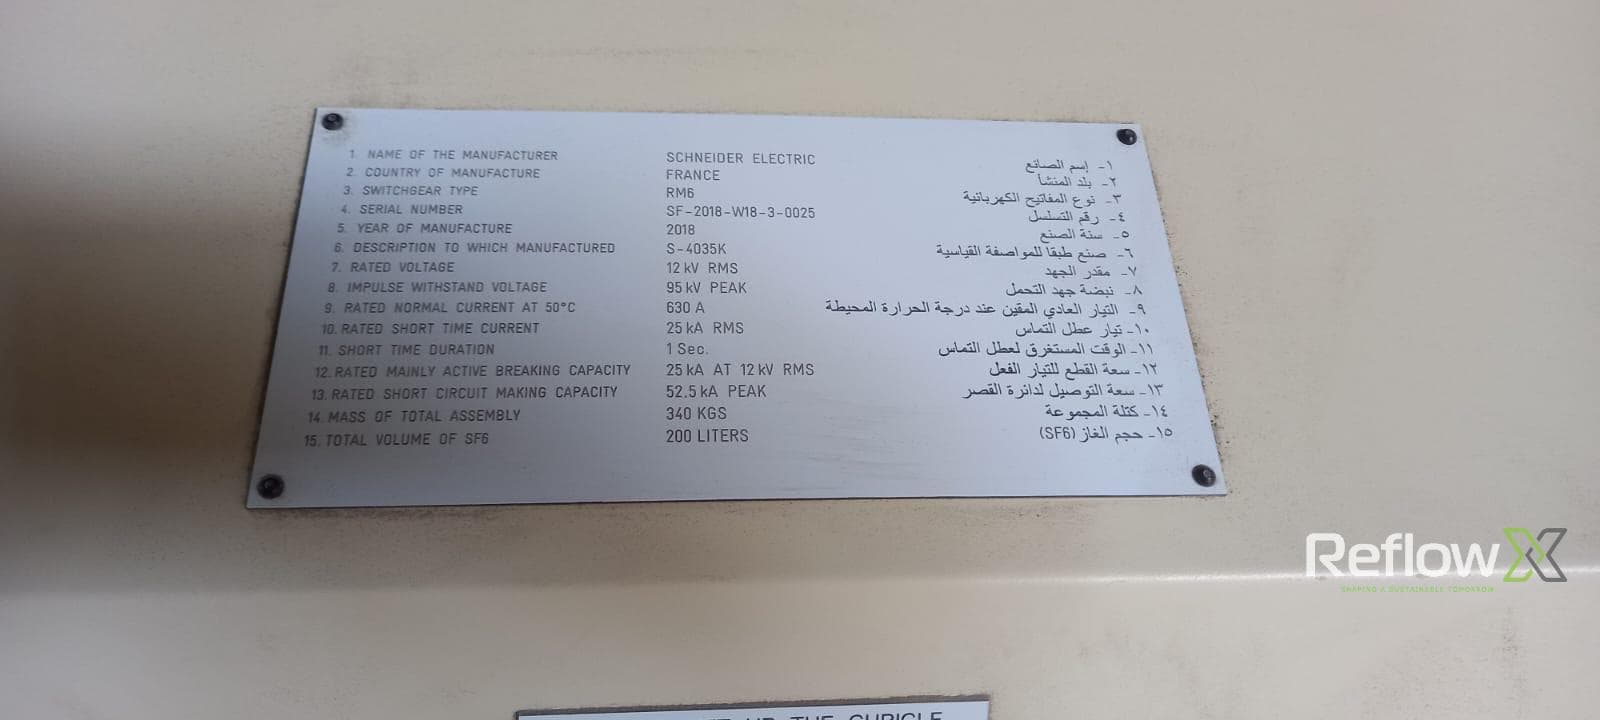 1. NAME OF THE MANUFACTURER SCHNEIDER ELECTRIC ١- إسم الصانع
2. COUNTRY OF MANUFACTURE FRANCE ٢- بلد المنشأ
3. SWITCHGEAR TYPE RM6 ٣- نوع المفاتيح الكهربائية
4. SERIAL NUMBER SF-2018-W18-3-0025 ٤- رقم التسلسل
5. YEAR OF MANUFACTURE 2018 ٥- سنة الصنع
6. DESCRIPTION TO WHICH MANUFACTURED S-4035K ٦- صنع طبقا للمواصفة القياسية
7. RATED VOLTAGE 12 kV RMS ٧- مقدر الجهد
8. IMPULSE WITHSTAND VOLTAGE 95 kV PEAK ٨- نبضة جهد التحمل
9. RATED NORMAL CURRENT AT 50°C 630 A ٩- التيار العادي المقين عند درجة الحرارة المحيطة
10. RATED SHORT TIME CURRENT 25 kA RMS ١٠- تيار عطل التماس
11. SHORT TIME DURATION 1 Sec. ١١- الوقت المستغرق لعطل التماس
12. RATED MAINLY ACTIVE BREAKING CAPACITY 25 kA AT 12 kV RMS ١٢- سعة القطع للتيار الفعل
13. RATED SHORT CIRCUIT MAKING CAPACITY 52.5 kA PEAK ١٣- سعة التوصيل لدائرة القصر
14. MASS OF TOTAL ASSEMBLY 340 KGS ١٤- كتلة المجموعة
15. TOTAL VOLUME OF SF6 200 LITERS ١٥- حجم الغاز (SF6)
ReflowX
SHAPING A SUSTAINABLE TOMORROW
UP THE CUBICLE